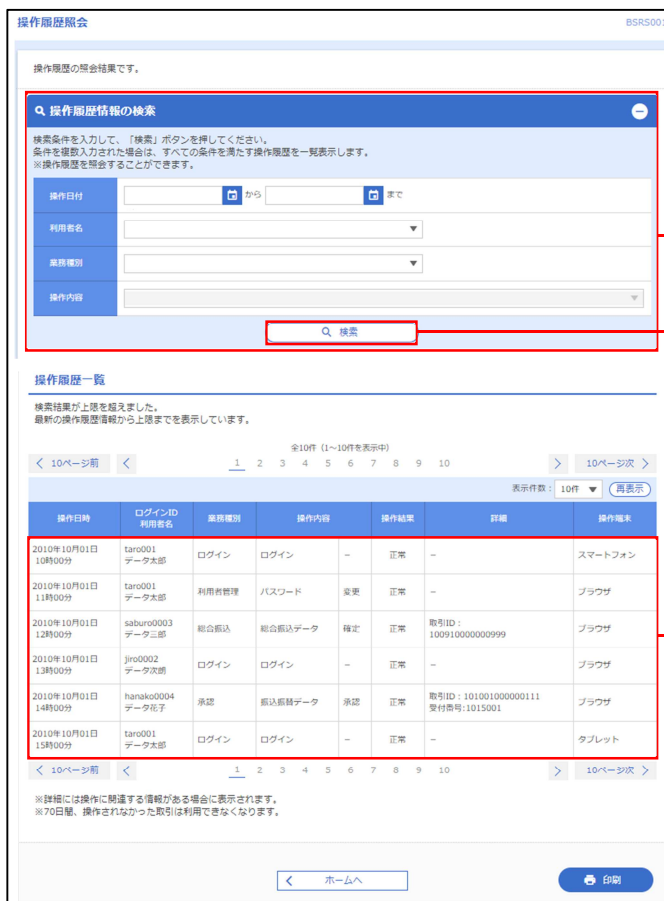 操作履歴照会
BSRS001
操作履歴の照会結果です。
操作履歴情報の検索
検索条件を入力して、「検索」ボタンを押してください。
条件を複数入力された場合は、すべての条件を満たす操作履歴を一覧表示します。
※操作履歴を照会することができます。
操作日付 から まで
利用者名
業務種別
操作内容
検索
操作履歴一覧
検索結果が上限を超えました。
最新の操作履歴情報から上限までを表示しています。
全10件（1～10件を表示中）
10ページ前 1 2 3 4 5 6 7 8 9 10 10ページ次
表示件数： 10件 再表示
操作日時 ログインID 利用者名 業務種別 操作内容 操作結果 詳細 操作端末
2010年10月01日 10時00分 taro001 データ太郎 ログイン ログイン － 正常 － スマートフォン
2010年10月01日 11時00分 taro001 データ太郎 利用者管理 パスワード 変更 正常 － ブラウザ
2010年10月01日 12時00分 saburo0003 データ三郎 総合振込 総合振込データ 確定 正常 取引ID： 100910000000999 ブラウザ
2010年10月01日 13時00分 jiro0002 データ次朗 ログイン ログイン － 正常 － ブラウザ
2010年10月01日 14時00分 hanako0004 データ花子 承認 振込振替データ 承認 正常 取引ID：101001000000111 受付番号:1015001 ブラウザ
2010年10月01日 15時00分 taro001 データ太郎 ログイン ログイン － 正常 － タブレット
10ページ前 1 2 3 4 5 6 7 8 9 10 10ページ次
※詳細には操作に関連する情報がある場合に表示されます。
※70日間、操作されなかった取引は利用できなくなります。
ホームへ
印刷